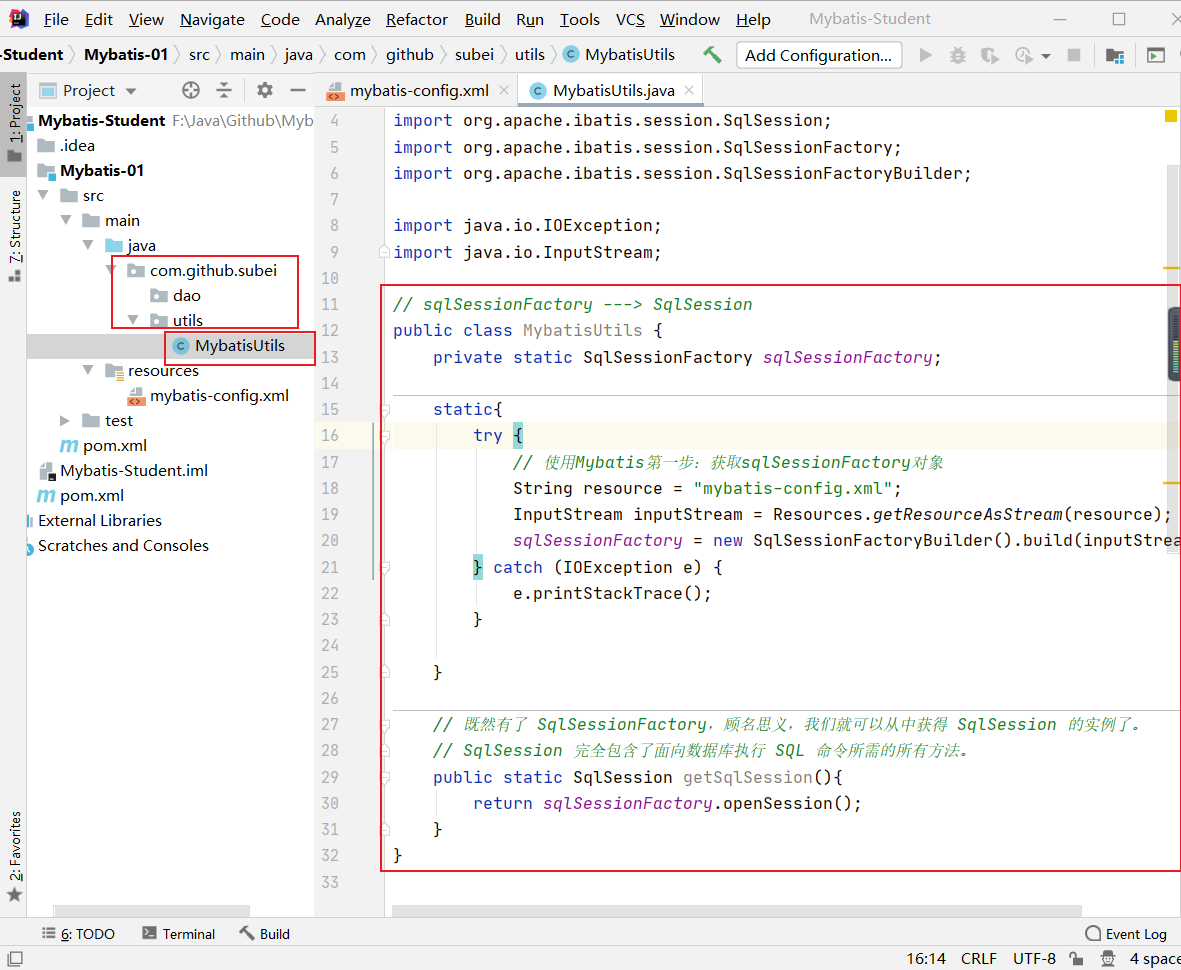 File Edit View Navigate Code Analyze Refactor Build Run Tools VCS Window Help Mybatis-Student
-Student Mybatis-01 src main java com github subei utils MybatisUtils Add Configuration...
Project
mybatis-config.xml MybatisUtils.java
1: Project
7: Structure
2: Favorites
Mybatis-Student F:\Java\Github\Myb
.idea
Mybatis-01
src
main
java
com.github.subei
dao
utils
MybatisUtils
resources
mybatis-config.xml
test
pom.xml
Mybatis-Student.iml
pom.xml
External Libraries
Scratches and Consoles
4 import org.apache.ibatis.session.SqlSession;
5 import org.apache.ibatis.session.SqlSessionFactory;
6 import org.apache.ibatis.session.SqlSessionFactoryBuilder;
7
8 import java.io.IOException;
9 import java.io.InputStream;
10
11 // sqlSessionFactory ---> SqlSession
12 public class MybatisUtils {
13 private static SqlSessionFactory sqlSessionFactory;
14
15 static{
16 try {
17 // 使用Mybatis第一步：获取sqlSessionFactory对象
18 String resource = "mybatis-config.xml";
19 InputStream inputStream = Resources.getResourceAsStream(resource);
20 sqlSessionFactory = new SqlSessionFactoryBuilder().build(inputStrea
21 } catch (IOException e) {
22 e.printStackTrace();
23 }
24
25 }
26
27 // 既然有了 SqlSessionFactory，顾名思义，我们就可以从中获得 SqlSession 的实例了。
28 // SqlSession 完全包含了面向数据库执行 SQL 命令所需的所有方法。
29 public static SqlSession getSqlSession(){
30 return sqlSessionFactory.openSession();
31 }
32 }
33
6: TODO Terminal Build Event Log
16:14 CRLF UTF-8 4 space